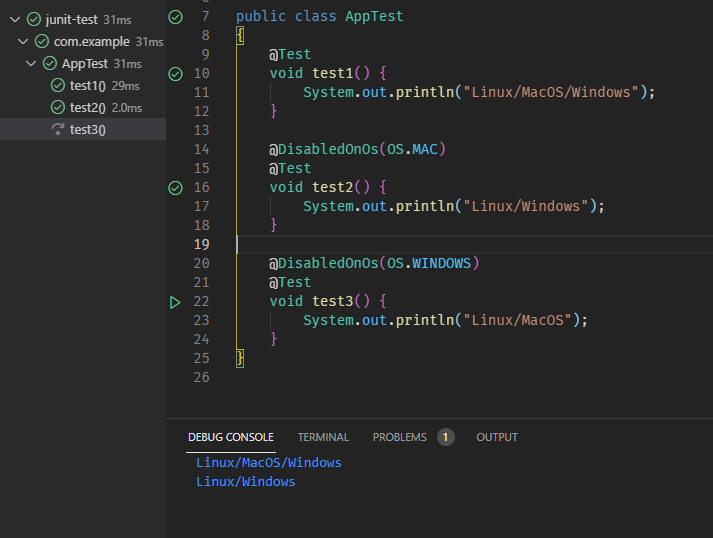 junit-test 31ms
com.example 31ms
AppTest 31ms
test1() 29ms
test2() 2.0ms
test3()
7 public class AppTest
8 {
9 @Test
10 void test1() {
11 System.out.println("Linux/MacOS/Windows");
12 }
13
14 @DisabledOnOs(OS.MAC)
15 @Test
16 void test2() {
17 System.out.println("Linux/Windows");
18 }
19
20 @DisabledOnOs(OS.WINDOWS)
21 @Test
22 void test3() {
23 System.out.println("Linux/MacOS");
24 }
25 }
26
DEBUG CONSOLE TERMINAL PROBLEMS 1 OUTPUT
Linux/MacOS/Windows
Linux/Windows